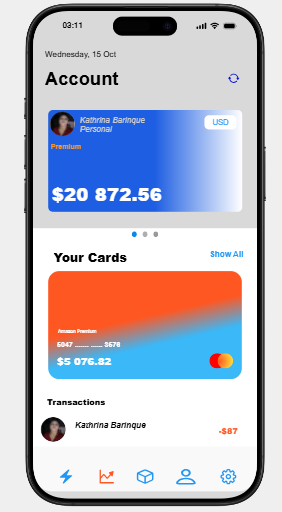 03:11
Wednesday, 15 Oct
Account
Kathrina Barinque
Personal
USD
Premium
$20 872.56
Your Cards
Show All
Amazon Premium
5047 ........ ...... 3576
$5 076.82
Transactions
Kathrina Barinque
-$87